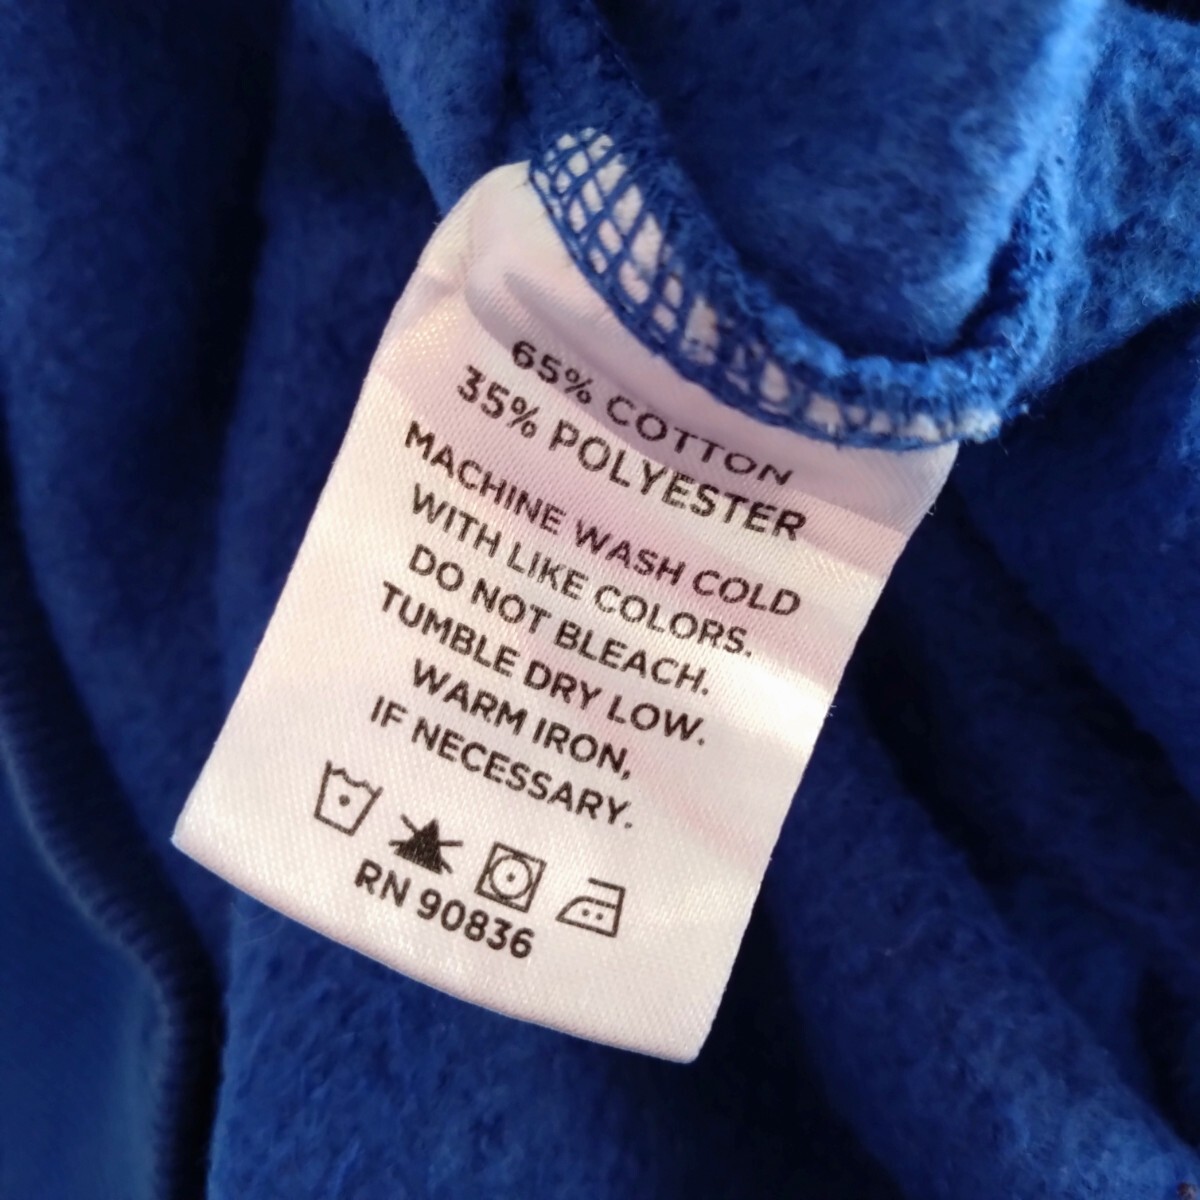 65% COTTON
35% POLYESTER
MACHINE WASH COLD
WITH LIKE COLORS.
DO NOT BLEACH.
TUMBLE DRY LOW.
WARM IRON,
IF NECESSARY.
RN 90836